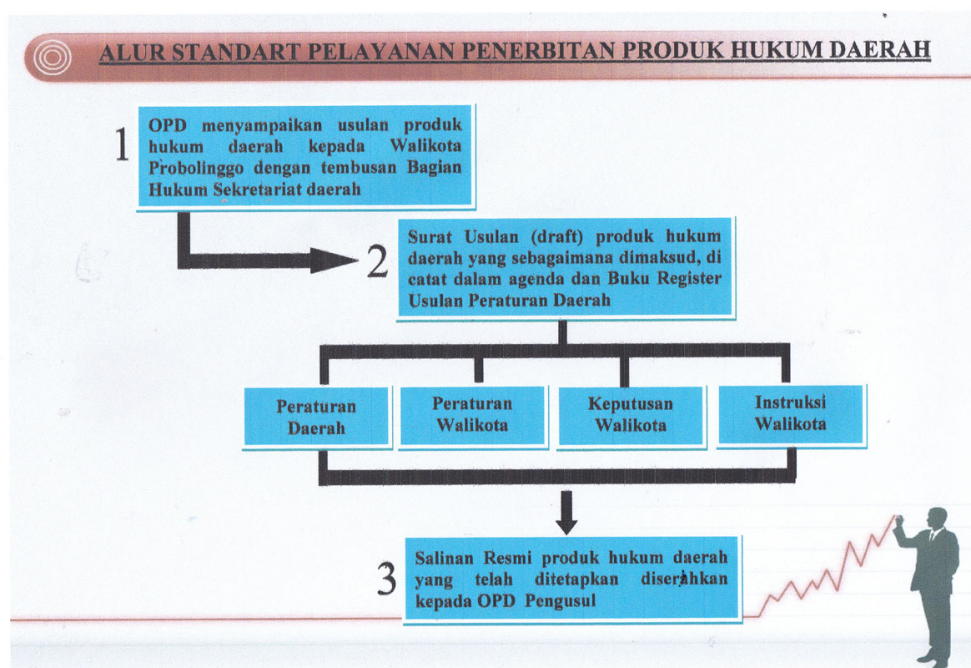 ALUR STANDART PELAYANAN PENERBITAN PRODUK HUKUM DAERAH
1
OPD menyampaikan usulan produk
hukum daerah kepada Walikota
Probolinggo dengan tembusan Bagian
Hukum Sekretariat daerah
2
Surat Usulan (draft) produk hukum
daerah yang sebagaimana dimaksud, di
catat dalam agenda dan Buku Register
Usulan Peraturan Daerah
Peraturan
Daerah
Peraturan
Walikota
Keputusan
Walikota
Instruksi
Walikota
3
Salinan Resmi produk hukum daerah
yang telah ditetapkan diserahkan
kepada OPD Pengusul